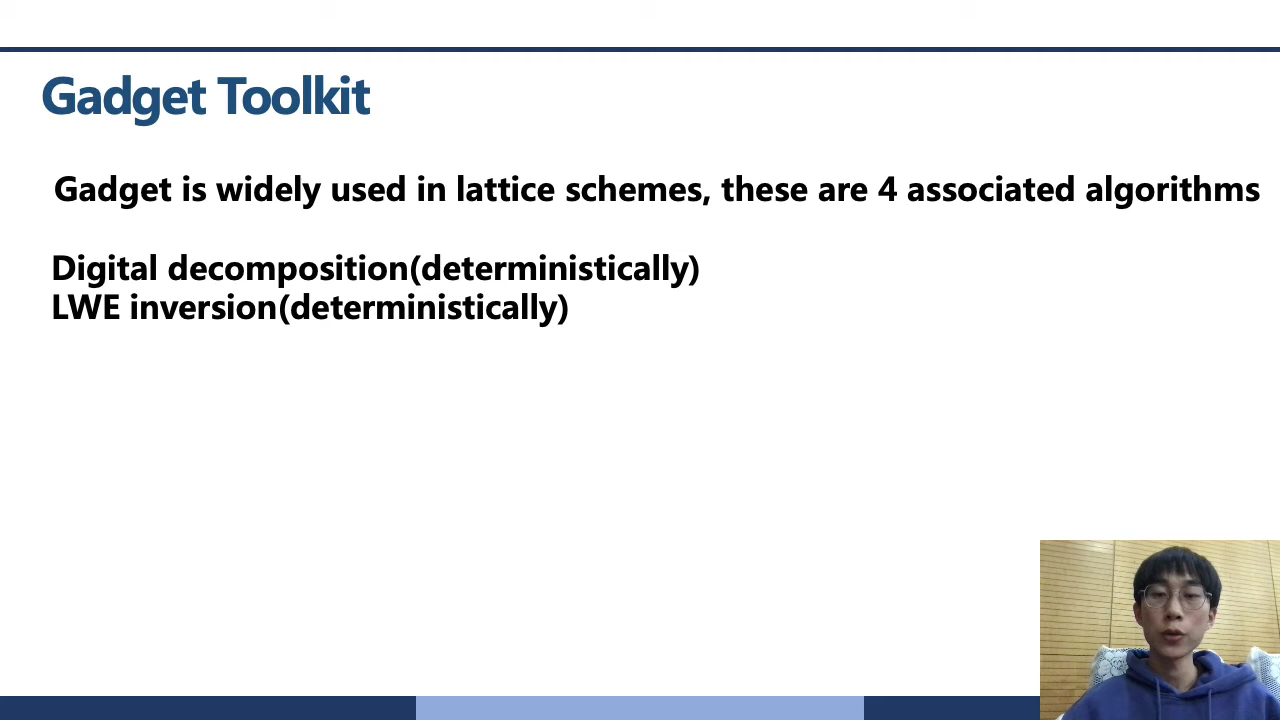 Gadget Toolkit
Gadget is widely used in lattice schemes, these are 4 associated algorithms
Digital decomposition(deterministically)
LWE inversion(deterministically)